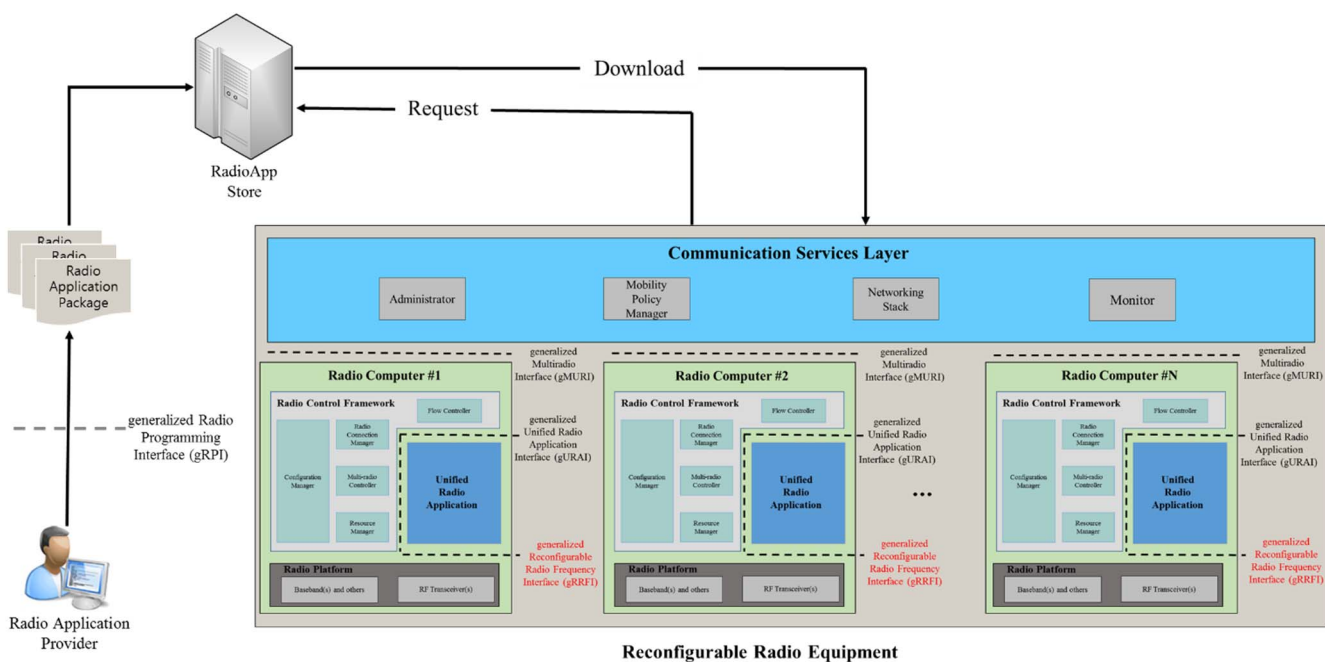 Download
Request
RadioApp
Store
Radio
Radio
Radio
Application
Package
generalized Radio
Programming
Interface (gRPI)
Radio Application
Provider
Communication Services Layer
Administrator
Mobility
Policy
Manager
Networking
Stack
Monitor
generalized
Multiradio
Interface (gMURI)
Radio Computer #1
Radio Control Framework
Flow Controller
Configuration
Manager
Radio
Connection
Manager
Multi-radio
Controller
Resource
Manager
Unified
Radio
Application
generalized
Unified Radio
Application
Interface (gURAI)
generalized
Reconfigurable
Radio Frequency
Interface (gRRFI)
Radio Platform
Baseband(s) and others
RF Transceiver(s)
generalized
Multiradio
Interface (gMURI)
Radio Computer #2
Radio Control Framework
Flow Controller
Configuration
Manager
Radio
Connection
Manager
Multi-radio
Controller
Resource
Manager
Unified
Radio
Application
generalized
Unified Radio
Application
Interface (gURAI)
...
generalized
Reconfigurable
Radio Frequency
Interface (gRRFI)
Radio Platform
Baseband(s) and others
RF Transceiver(s)
generalized
Multiradio
Interface (gMURI)
Radio Computer #N
Radio Control Framework
Flow Controller
Configuration
Manager
Radio
Connection
Manager
Multi-radio
Controller
Resource
Manager
Unified
Radio
Application
generalized
Unified Radio
Application
Interface (gURAI)
generalized
Reconfigurable
Radio Frequency
Interface (gRRFI)
Radio Platform
Baseband(s) and others
RF Transceiver(s)
Reconfigurable Radio Equipment